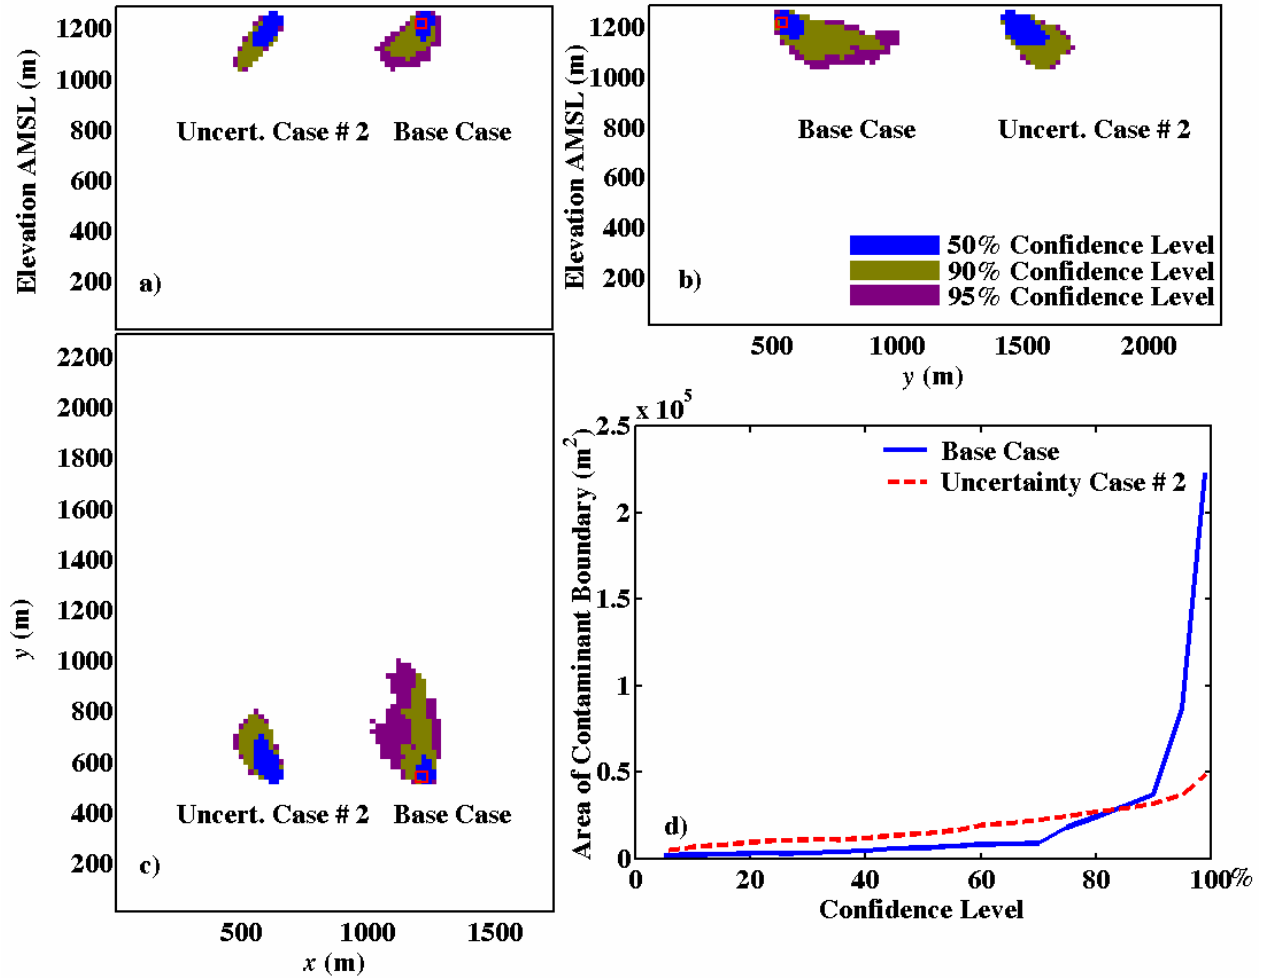 Elevation AMSL (m)
1200
1000
800
600
400
200
Uncert. Case # 2
Base Case
a)
Elevation AMSL (m)
1200
1000
800
600
400
200
Base Case
Uncert. Case # 2
50% Confidence Level
90% Confidence Level
95% Confidence Level
b)
500
1000
1500
2000
y (m)
y (m)
2200
2000
1800
1600
1400
1200
1000
800
600
400
200
Uncert. Case # 2
Base Case
c)
500
1000
1500
x (m)
x 10^5
Area of Contaminant Boundary (m^2)
2.5
2
1.5
1
0.5
0
Base Case
Uncertainty Case # 2
d)
0
20
40
60
80
100%
Confidence Level